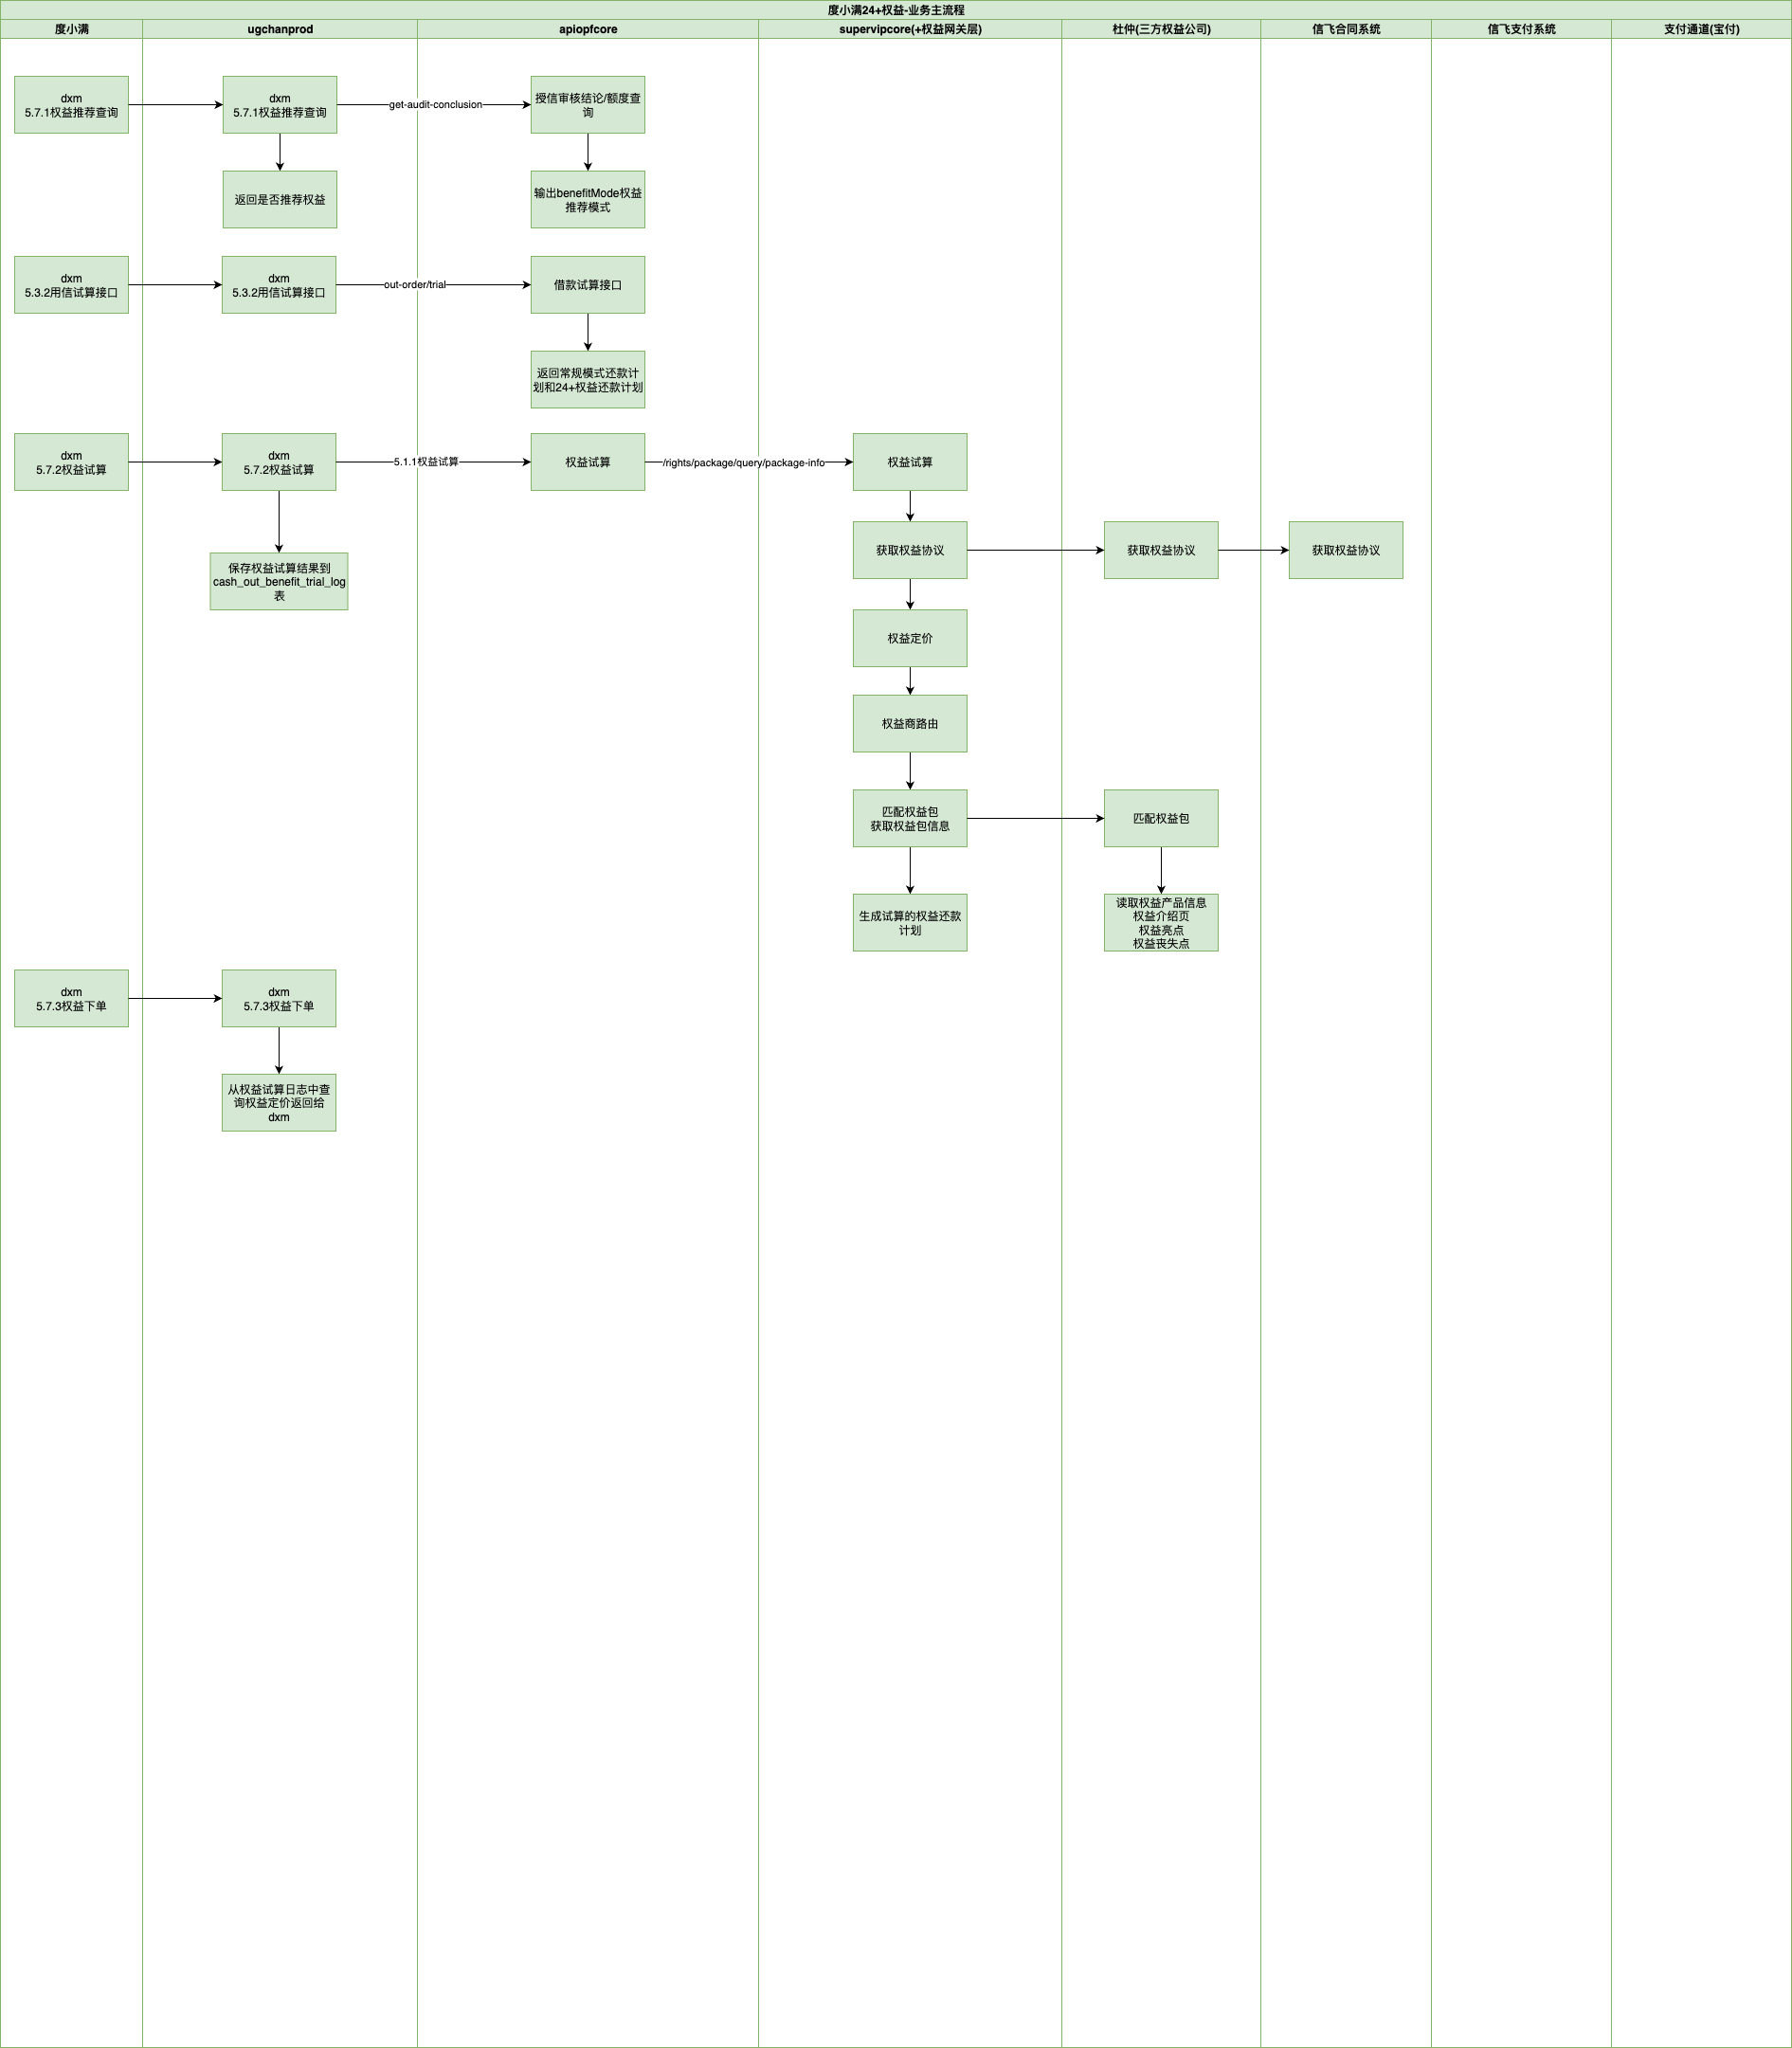 度小满24+权益-业务主流程
度小满
ugchanprod
apiopfcore
supervipcore(+权益网关层)
杜仲(三方权益公司)
信飞合同系统
信飞支付系统
支付通道(宝付)
dxm
5.7.1权益推荐查询
dxm
5.7.1权益推荐查询
get-audit-conclusion
授信审核结论/额度查
询
返回是否推荐权益
输出benefitMode权益
推荐模式
dxm
5.3.2用信试算接口
dxm
5.3.2用信试算接口
out-order/trial
借款试算接口
返回常规模式还款计
划和24+权益还款计划
dxm
5.7.2权益试算
dxm
5.7.2权益试算
5.1.1权益试算
权益试算
/rights/package/query/package-info
权益试算
保存权益试算结果到
cash_out_benefit_trial_log
表
获取权益协议
获取权益协议
获取权益协议
权益定价
权益商路由
匹配权益包
获取权益包信息
匹配权益包
生成试算的权益还款
计划
读取权益产品信息
权益介绍页
权益亮点
权益丧失点
dxm
5.7.3权益下单
dxm
5.7.3权益下单
从权益试算日志中查
询权益定价返回给
dxm